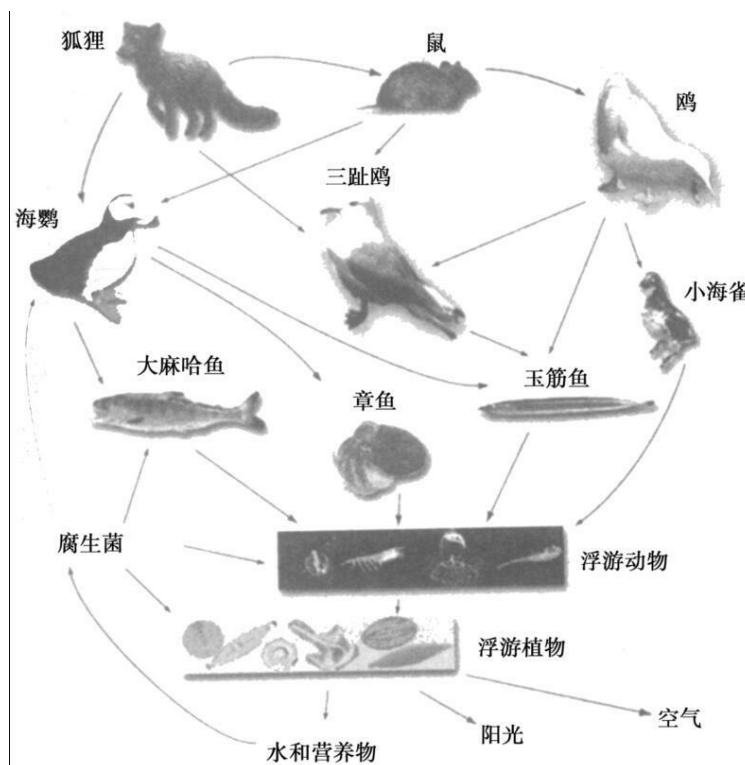 狐狸
鼠
鸥
三趾鸥
海鹦
小海雀
大麻哈鱼
玉筋鱼
章鱼
腐生菌
浮游动物
浮游植物
空气
阳光
水和营养物